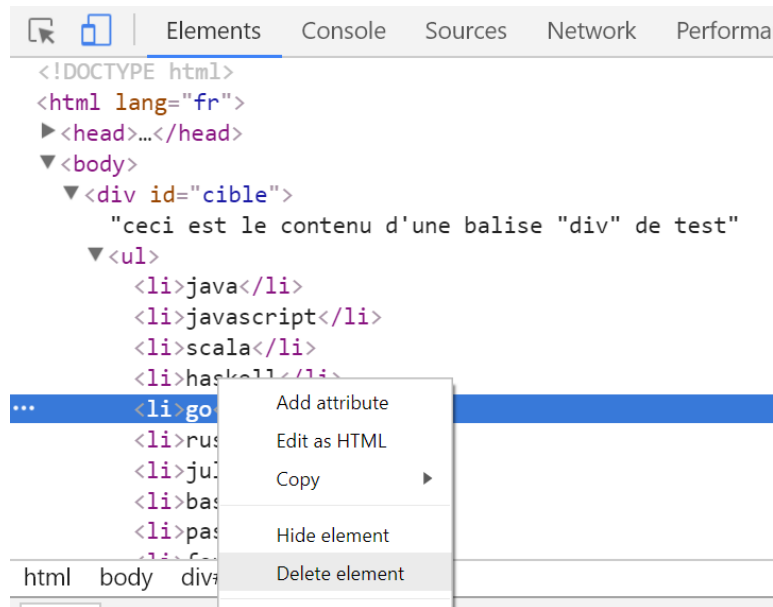 Elements Console Sources Network Performa
<!DOCTYPE html>
<html lang="fr">
<head>…</head>
<body>
<div id="cible">
"ceci est le contenu d'une balise "div" de test"
<ul>
<li>java</li>
<li>javascript</li>
<li>scala</li>
<li>haskell</li>
<li>go
<li>rus
<li>jul
<li>bas
<li>pas
Add attribute
Edit as HTML
Copy
Hide element
Delete element
html body div#